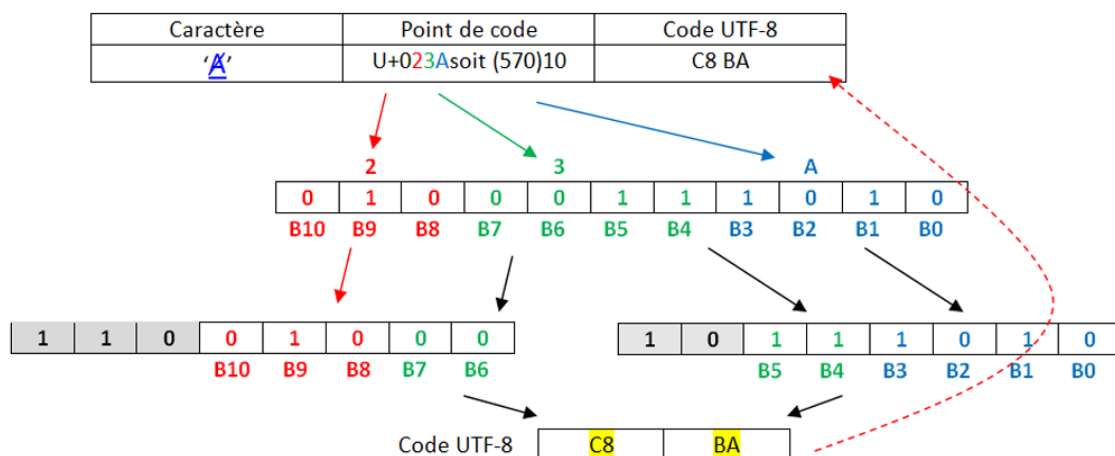 Caractère Point de code Code UTF-8
‘Ⱥ’ U+023Asoit (570)10 C8 BA
2 3 A
0 1 0 0 0 1 1 1 0 1 0
B10 B9 B8 B7 B6 B5 B4 B3 B2 B1 B0
1 1 0 0 1 0 0 0 1 0 1 1 1 0 1 0
B10 B9 B8 B7 B6 B5 B4 B3 B2 B1 B0
Code UTF-8 C8 BA